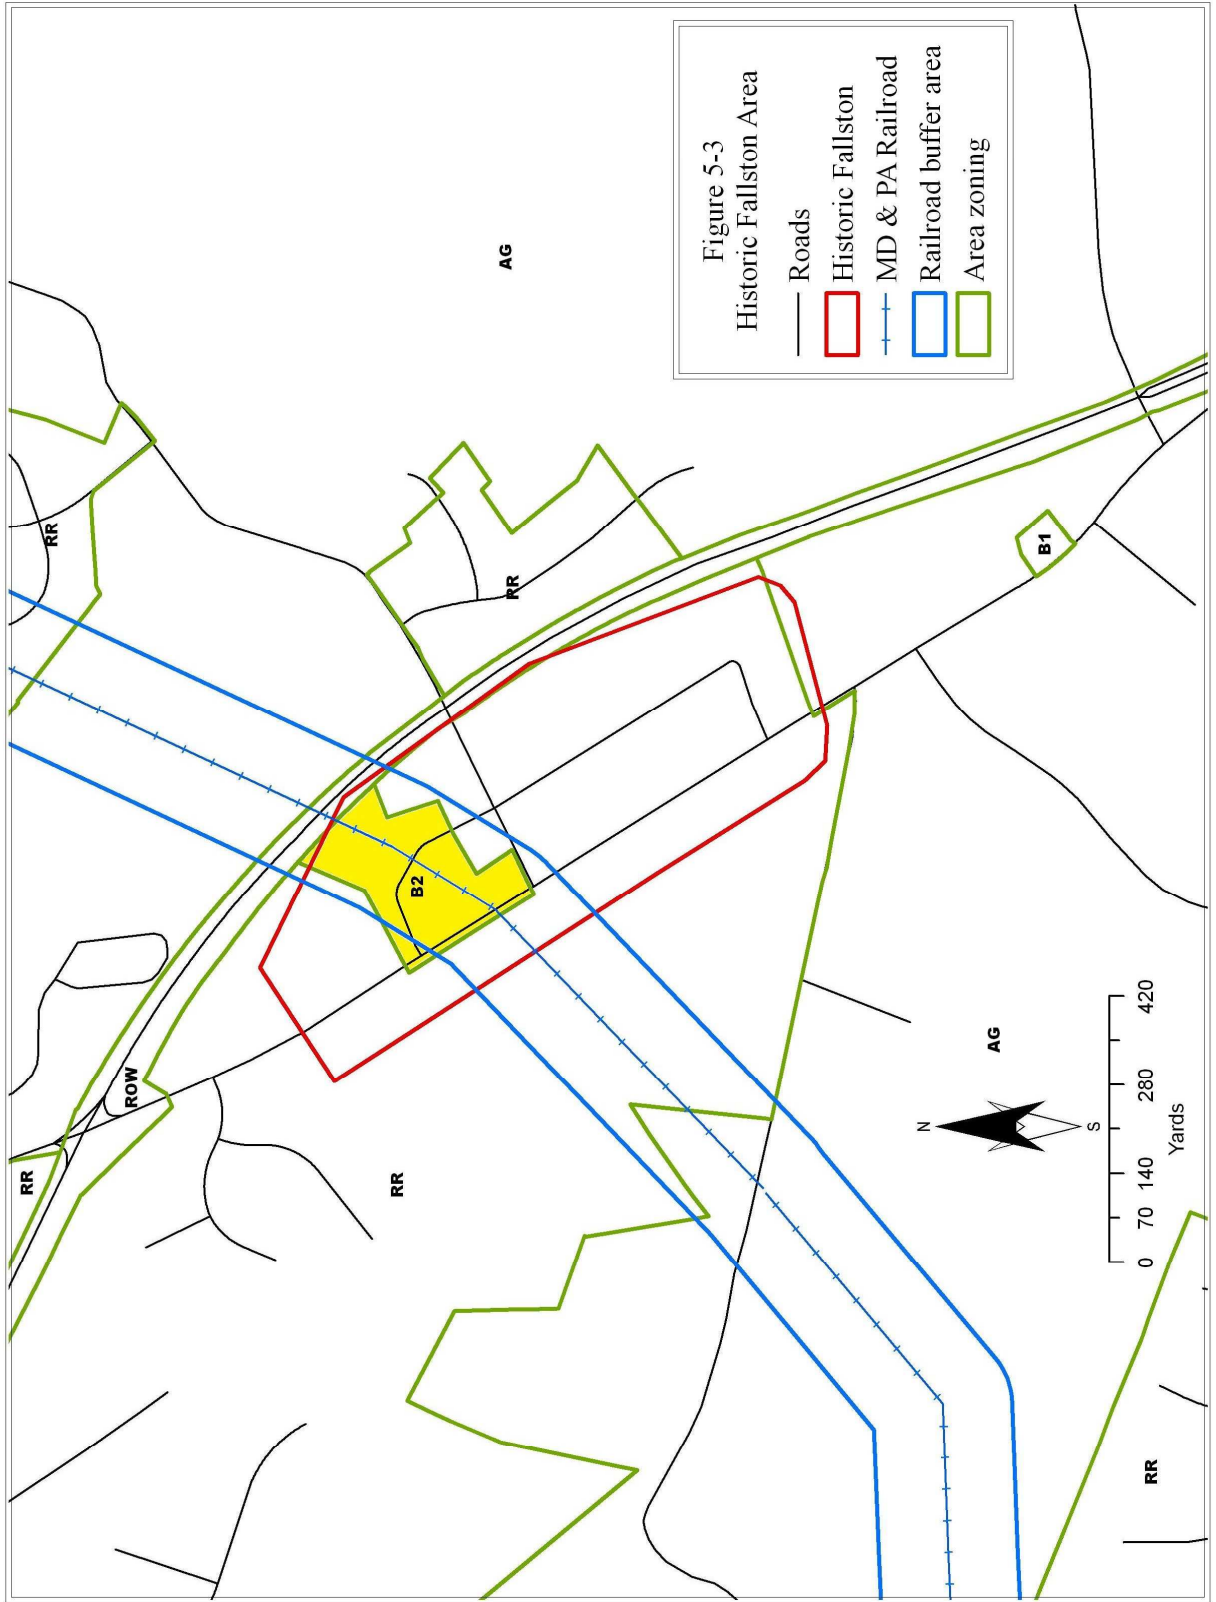 Figure 5-3
Historic Fallston Area
Roads
Historic Fallston
MD & PA Railroad
Railroad buffer area
Area zoning
RR
ROW
RR
B2
RR
RR
AG
B1
AG
RR
N
S
0 70 140 280 420
Yards